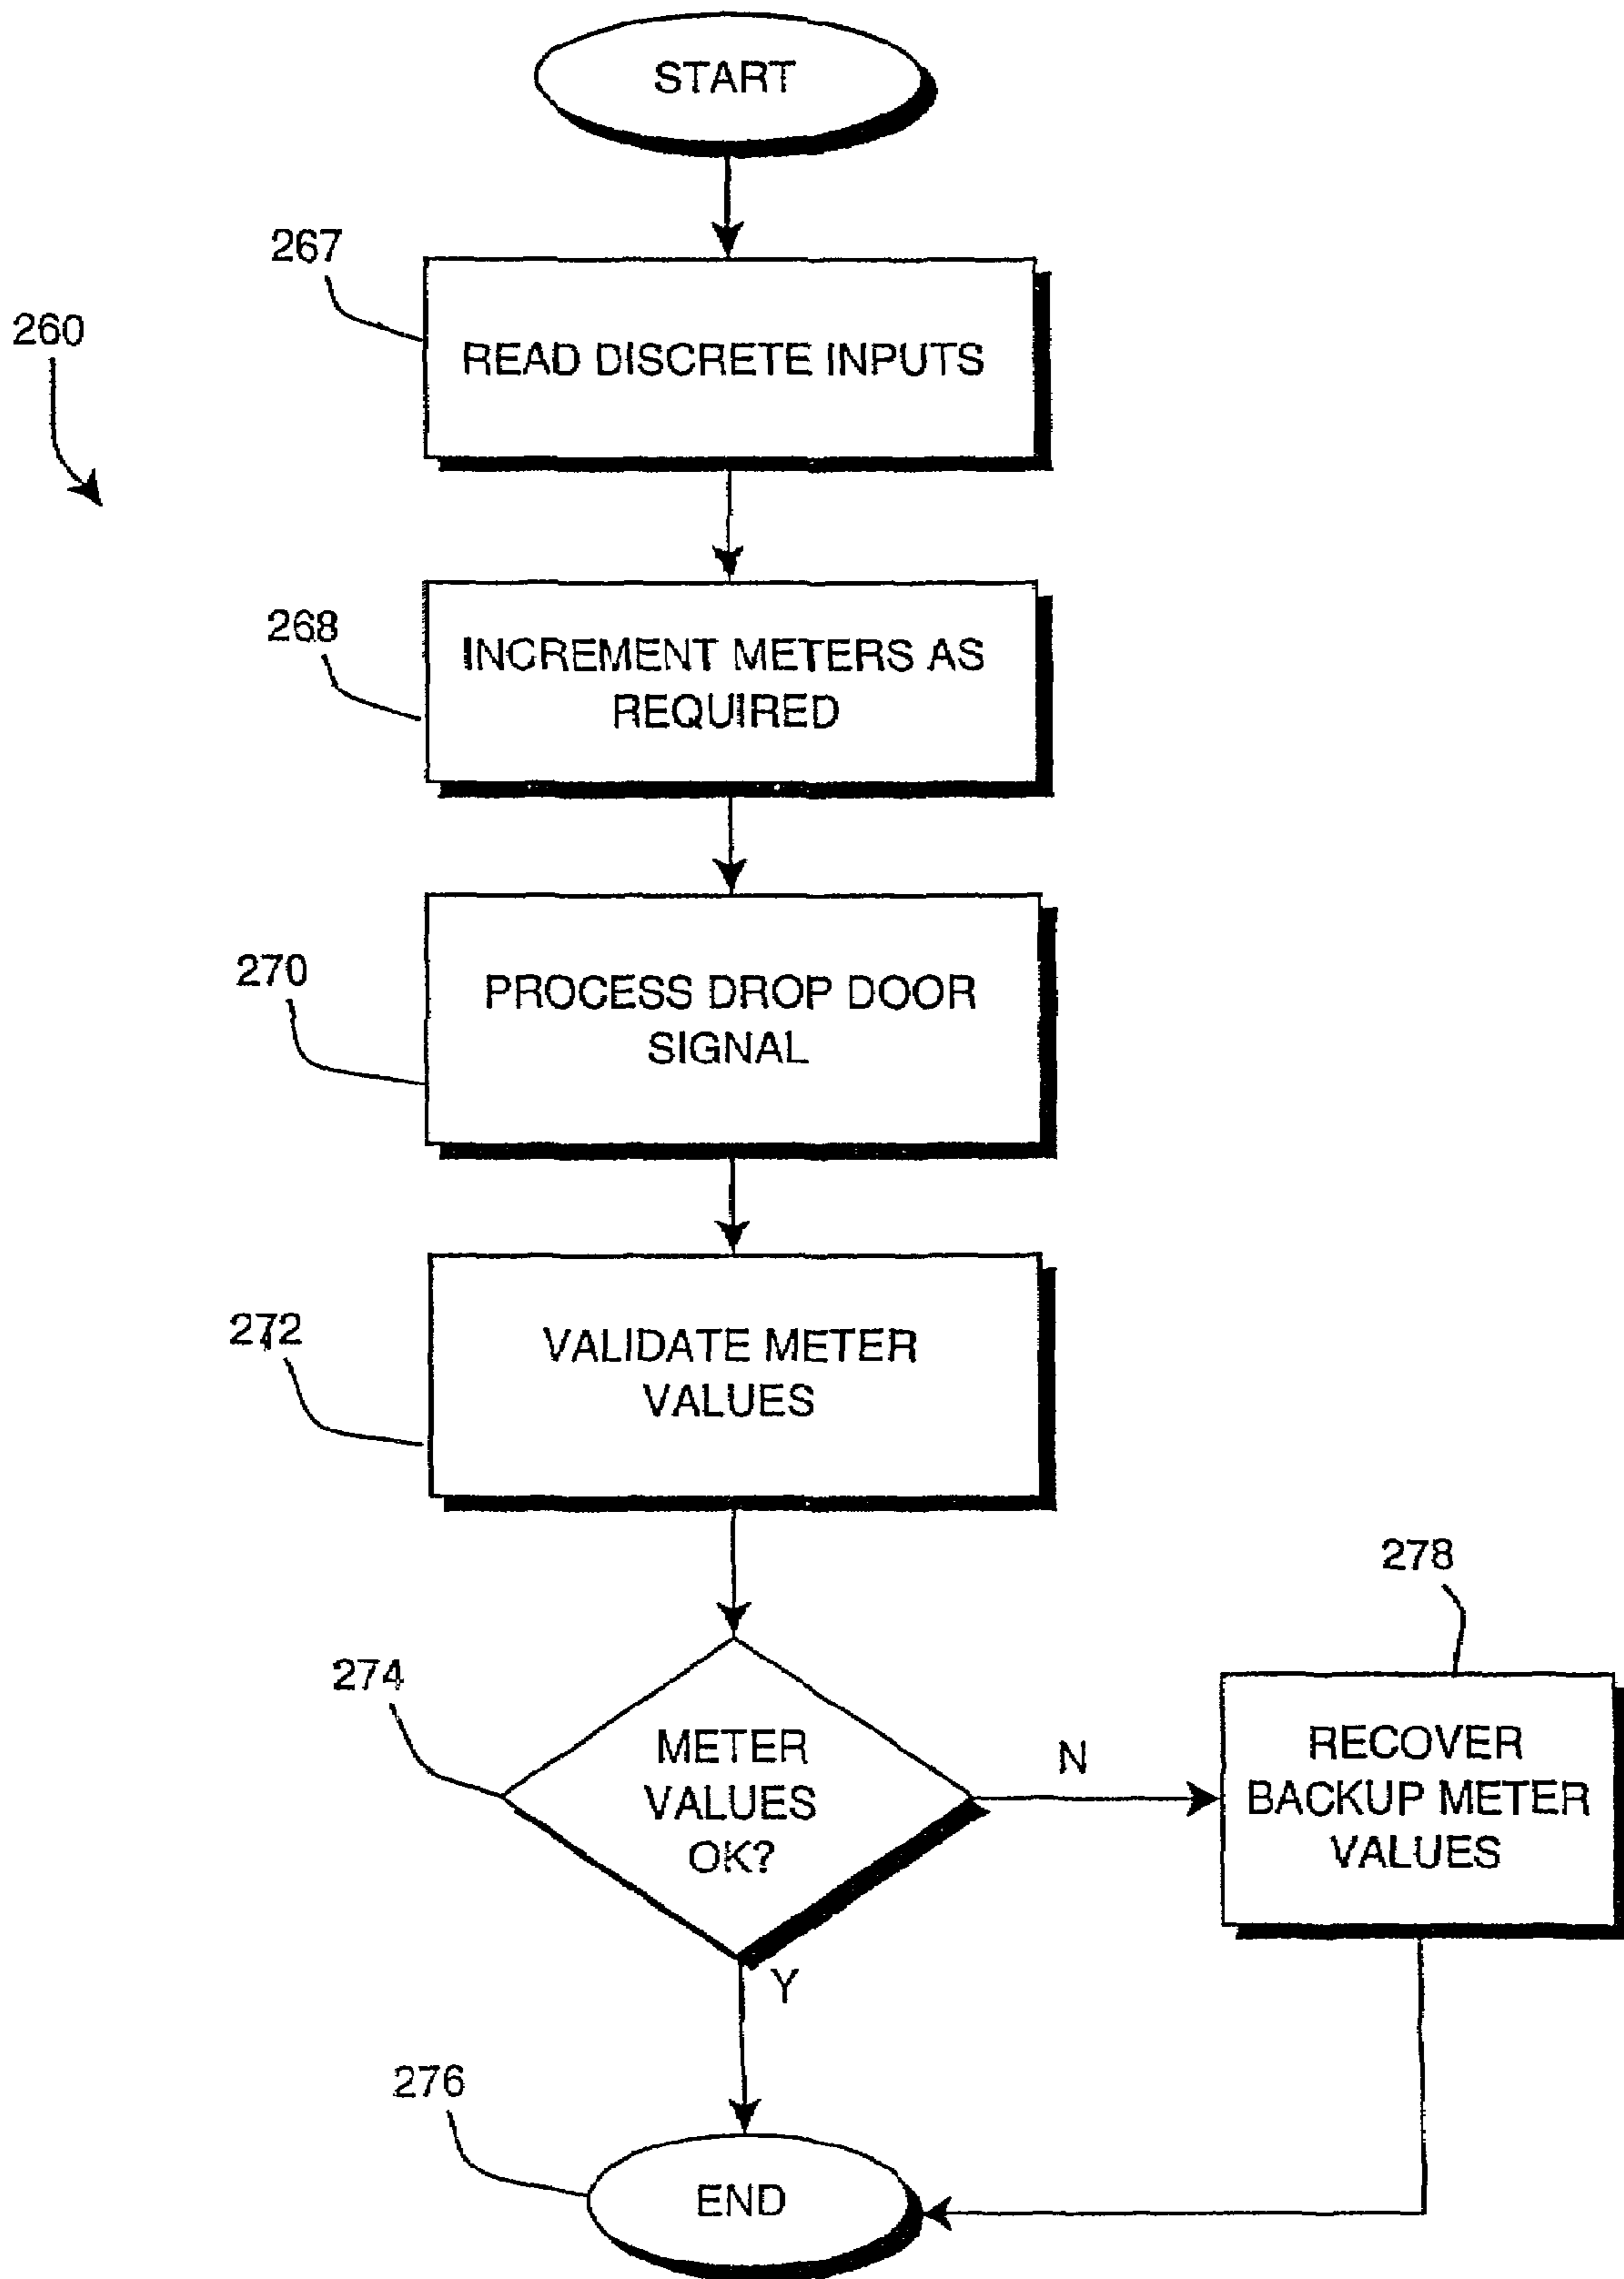 START
267
260
READ DISCRETE INPUTS
268
INCREMENT METERS AS
REQUIRED
270
PROCESS DROP DOOR
SIGNAL
272
VALIDATE METER
VALUES
278
274
METER
VALUES
OK?
N
RECOVER
BACKUP METER
VALUES
Y
276
END